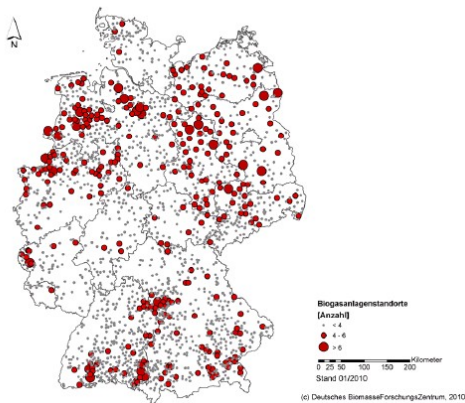 N
Biogasanlagenstandorte
[Anzahl]
< 4
4 - 6
> 6
Kilometer
0 25 50 100 150 200
Stand 01/2010
(c) Deutsches BiomasseForschungsZentrum, 2010